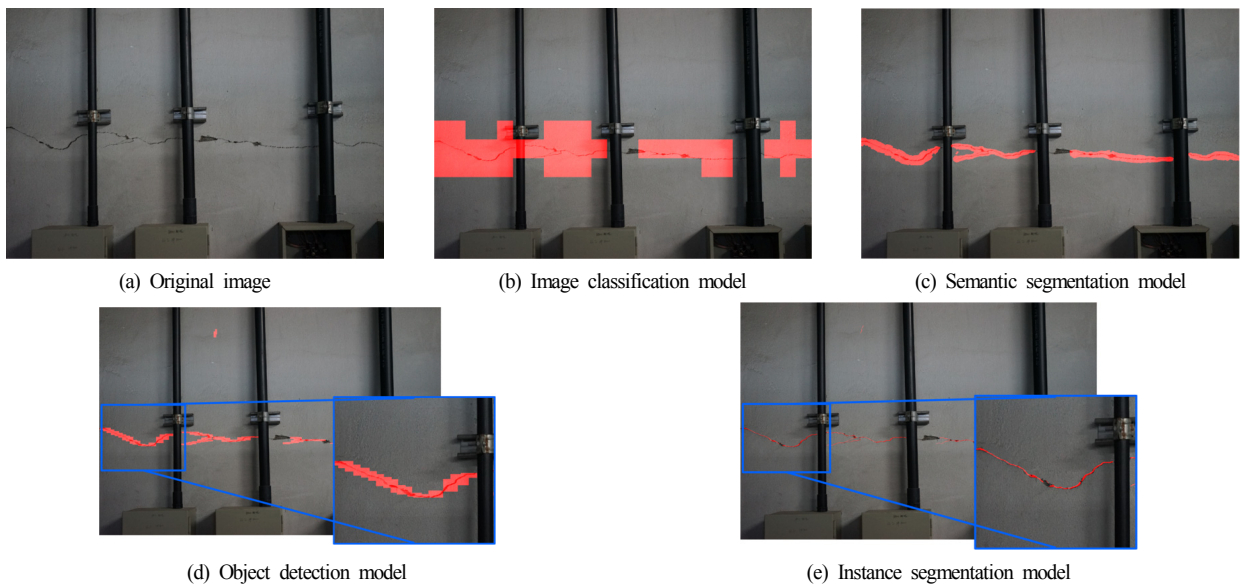 (a) Original image
(b) Image classification model
(c) Semantic segmentation model
(d) Object detection model
(e) Instance segmentation model